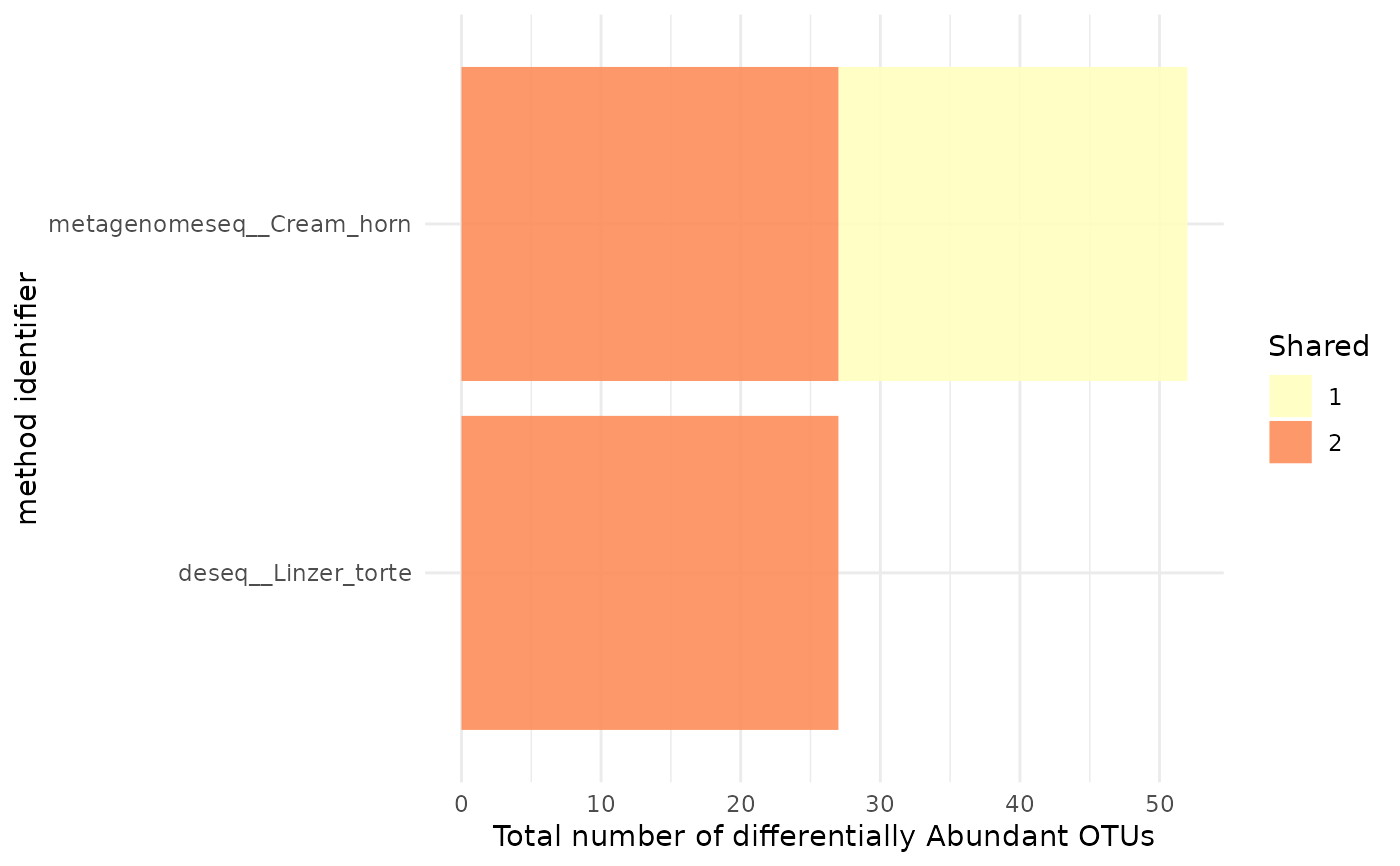 metagenomeseq__Cream_horn
deseq__Linzer_torte
method identifier
0 10 20 30 40 50
Total number of differentially Abundant OTUs
Shared
1
2